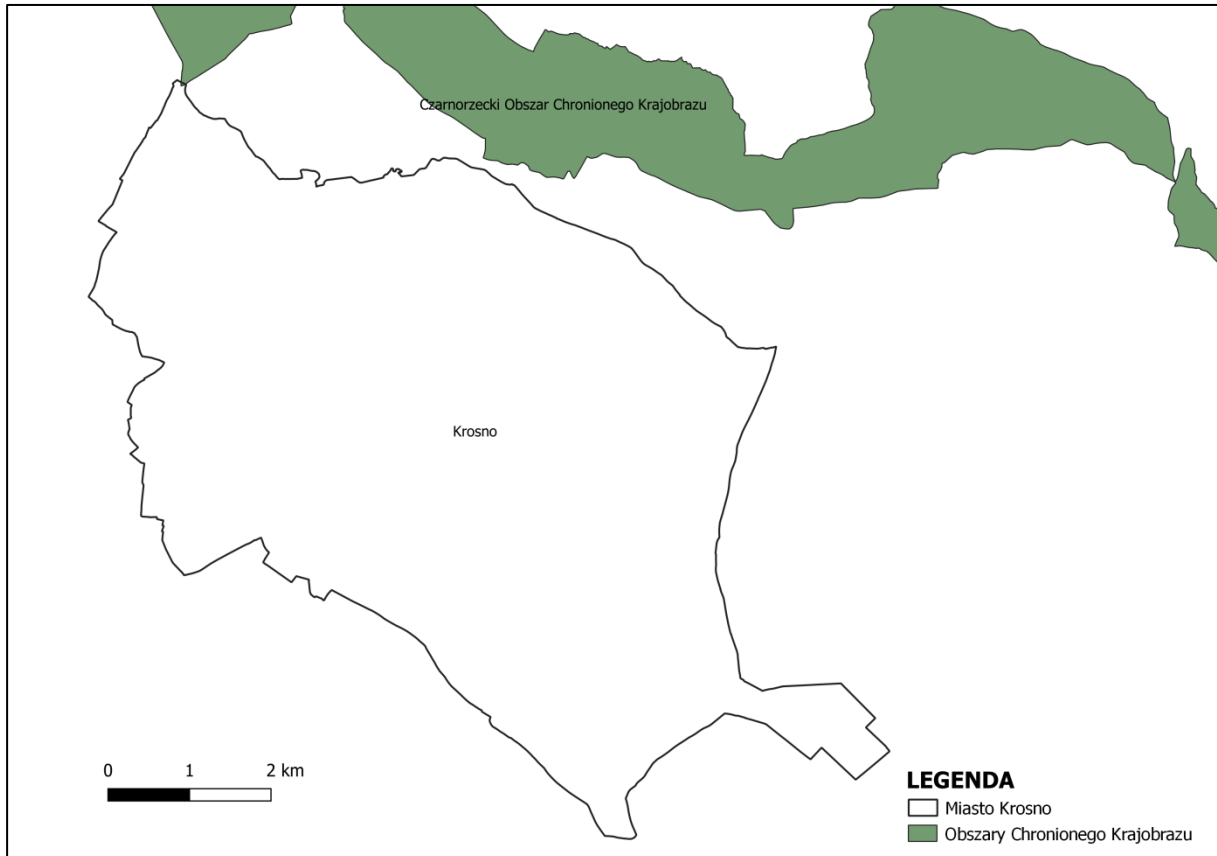 Czarnorzecki Obszar Chronionego Krajobrazu
Krosno
0 1 2 km
LEGENDA
Miasto Krosno
Obszary Chronionego Krajobrazu